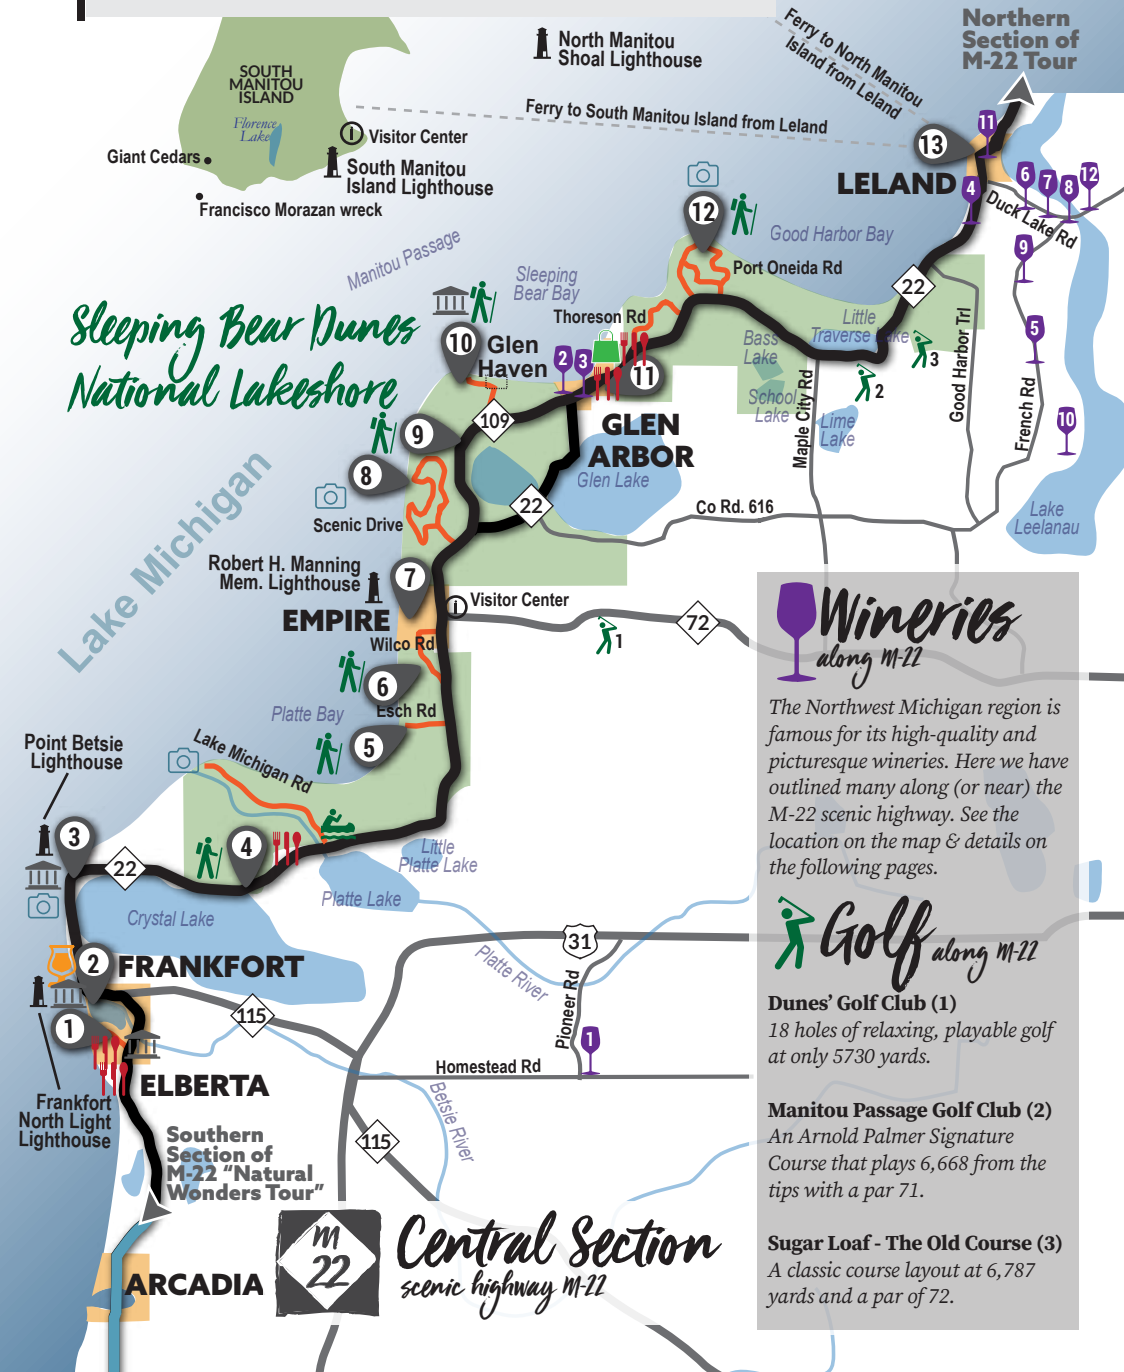 Northern
Section of
M-22 Tour
North Manitou
Shoal Lighthouse
Ferry to North Manitou
Island from Leland
SOUTH
MANITOU
ISLAND
Florence
Lake
Ferry to South Manitou Island from Leland
i Visitor Center
Giant Cedars
South Manitou
Island Lighthouse
Francisco Morazan wreck
11
13
LELAND
4
6
7
8
12
Duck Lake Rd
9
12
Good Harbor Bay
Manitou Passage
Port Oneida Rd
Sleeping
Bear Bay
22
Thoreson Rd
Sleeping Bear Dunes
National Lakeshore
10
Glen
Haven
2
3
11
Bass
Lake
Little
Traverse Lake
3
2
5
Good Harbor Trl
School
Lake
Maple City Rd
Lime
Lake
French Rd
10
109
GLEN
ARBOR
Glen Lake
9
8
Scenic Drive
22
Co Rd. 616
Lake
Leelanau
Lake Michigan
Robert H. Manning
Mem. Lighthouse
7
EMPIRE
i Visitor Center
72
1
Wilco Rd
6
Esch Rd
Platte Bay
5
Lake Michigan Rd
Point Betsie
Lighthouse
3
22
4
Little
Platte Lake
Platte Lake
Crystal Lake
Platte River
31
2
FRANKFORT
1
115
Pioneer Rd
1
Homestead Rd
ELBERTA
Betsie River
Frankfort
North Light
Lighthouse
115
Southern
Section of
M-22 “Natural
Wonders Tour”
ARCADIA
m
22
Central Section
scenic highway M-22
Wineries
along M-22
The Northwest Michigan region is
famous for its high-quality and
picturesque wineries. Here we have
outlined many along (or near) the
M-22 scenic highway. See the
location on the map & details on
the following pages.
Golf along M-22
Dunes’ Golf Club (1)
18 holes of relaxing, playable golf
at only 5730 yards.
Manitou Passage Golf Club (2)
An Arnold Palmer Signature
Course that plays 6,668 from the
tips with a par 71.
Sugar Loaf - The Old Course (3)
A classic course layout at 6,787
yards and a par of 72.